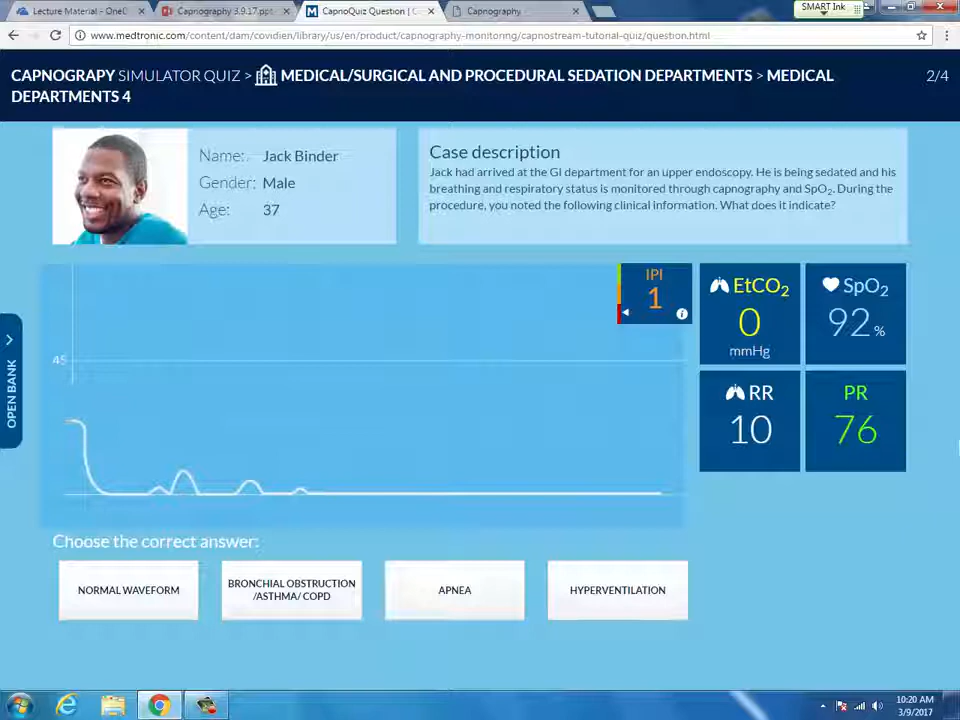 Lecture Material - OneD
Capnography 3.9.17.ppt
CapnoQuiz Question | C
Capnography.
SMART Ink
www.medtronic.com/content/dam/covidien/library/us/en/product/capnography-monitoring/capnostream-tutorial-quiz/question.html
CAPNOGRAPY SIMULATOR QUIZ > MEDICAL/SURGICAL AND PROCEDURAL SEDATION DEPARTMENTS > MEDICAL
DEPARTMENTS 4
2/4
Name: Jack Binder
Gender: Male
Age: 37
Case description
Jack had arrived at the GI department for an upper endoscopy. He is being sedated and his
breathing and respiratory status is monitored through capnography and SpO2. During the
procedure, you noted the following clinical information. What does it indicate?
OPEN BANK
45
IPI
1
EtCO2
0
mmHg
SpO2
92 %
RR
10
PR
76
Choose the correct answer:
NORMAL WAVEFORM
BRONCHIAL OBSTRUCTION
/ASTHMA/ COPD
APNEA
HYPERVENTILATION
10:20 AM
3/9/2017